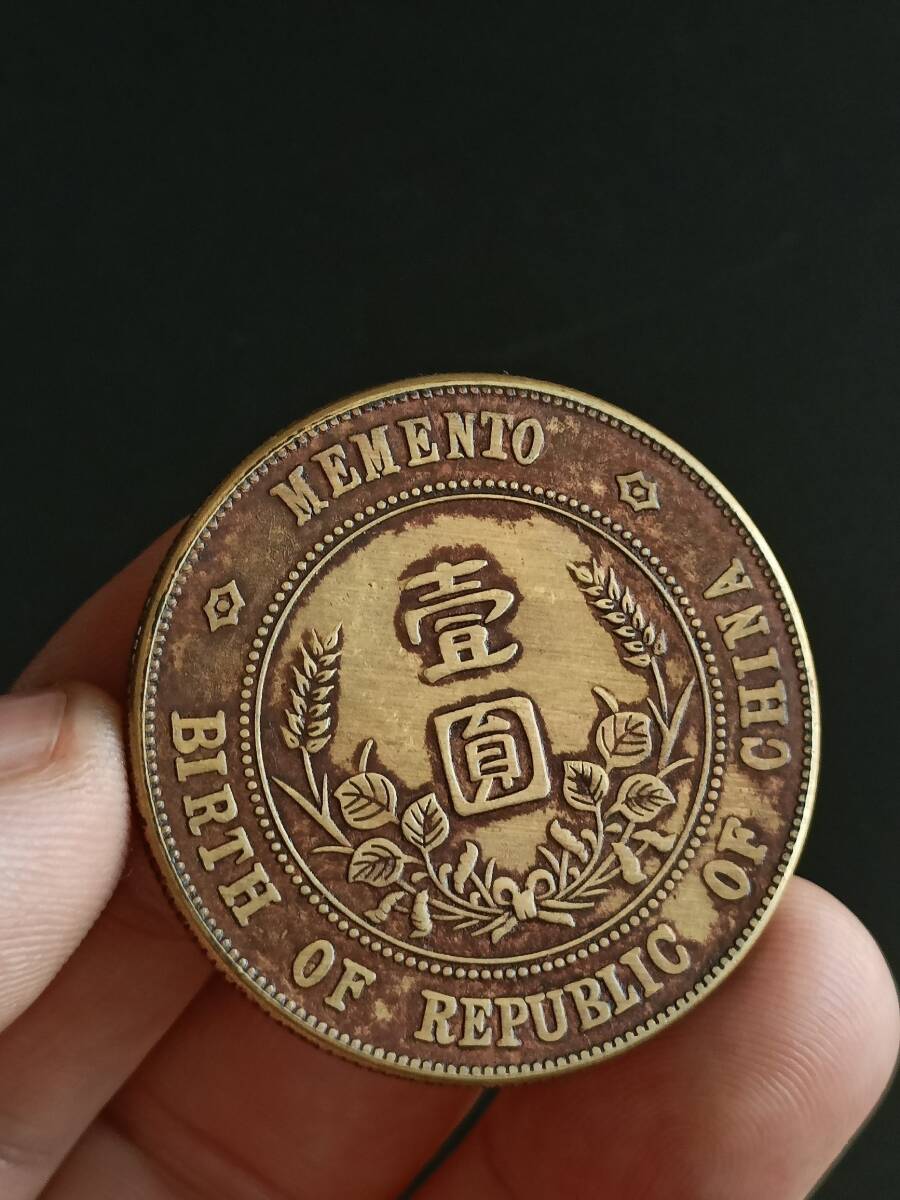 MEMENTO
壹
圓
BIRTH OF REPUBLIC OF CHINA